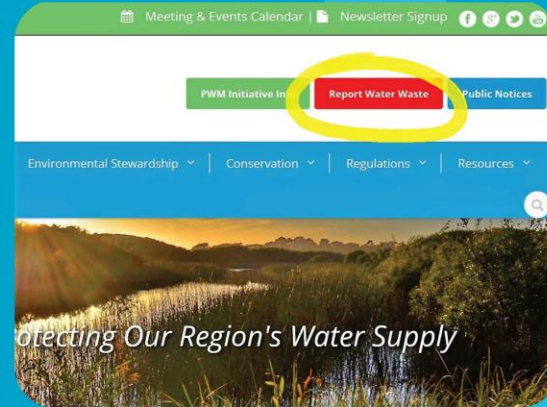 Meeting & Events Calendar | Newsletter Signup
PWM Initiative In
Report Water Waste
Public Notices
Environmental Stewardship
Conservation
Regulations
Resources
otecting Our Region's Water Supply